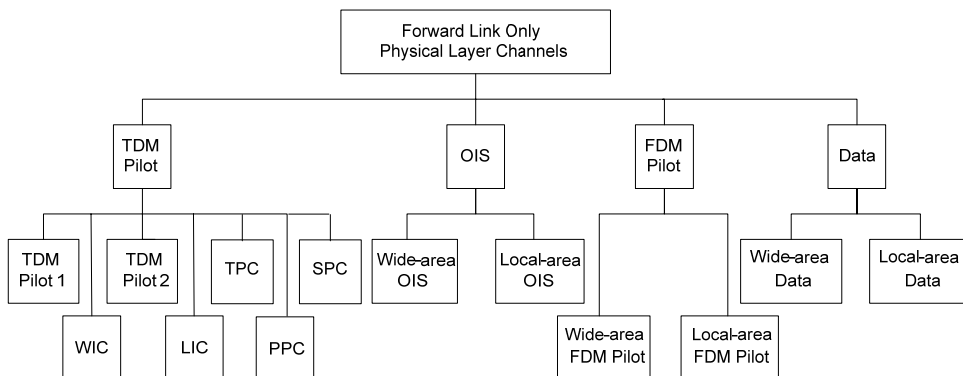 Forward Link Only
Physical Layer Channels
TDM
Pilot
OIS
FDM
Pilot
Data
TDM
Pilot 1
TDM
Pilot 2
TPC
SPC
Wide-area
OIS
Local-area
OIS
Wide-area
Data
Local-area
Data
WIC
LIC
PPC
Wide-area
FDM Pilot
Local-area
FDM Pilot